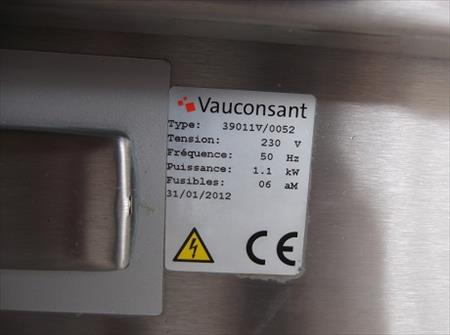 Vauconsant
Type: 39011V/0052
Tension: 230 V
Fréquence: 50 Hz
Puissance: 1.1 kW
Fusibles: 06 aM
31/01/2012
CE